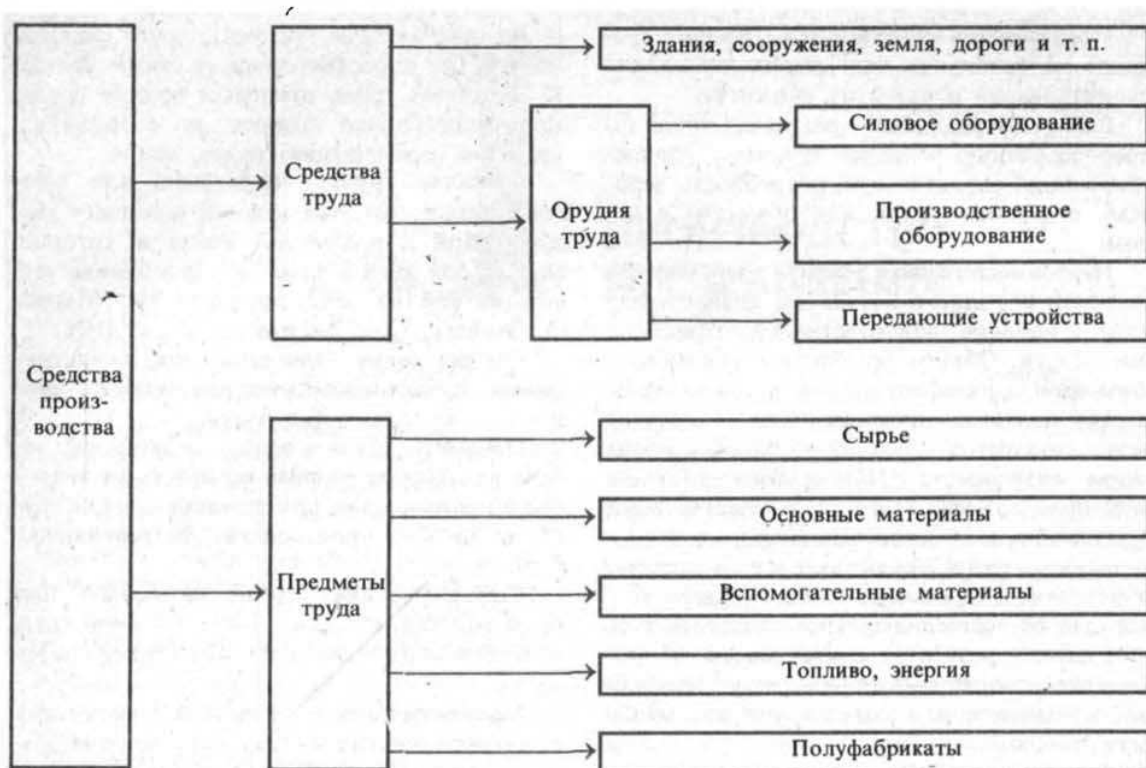 Средства
произ-
водства
Средства
труда
Здания, сооружения, земля, дороги и т. п.
Орудия
труда
Силовое оборудование
Производственное
оборудование
Передающие устройства
Предметы
труда
Сырье
Основные материалы
Вспомогательные материалы
Топливо, энергия
Полуфабрикаты